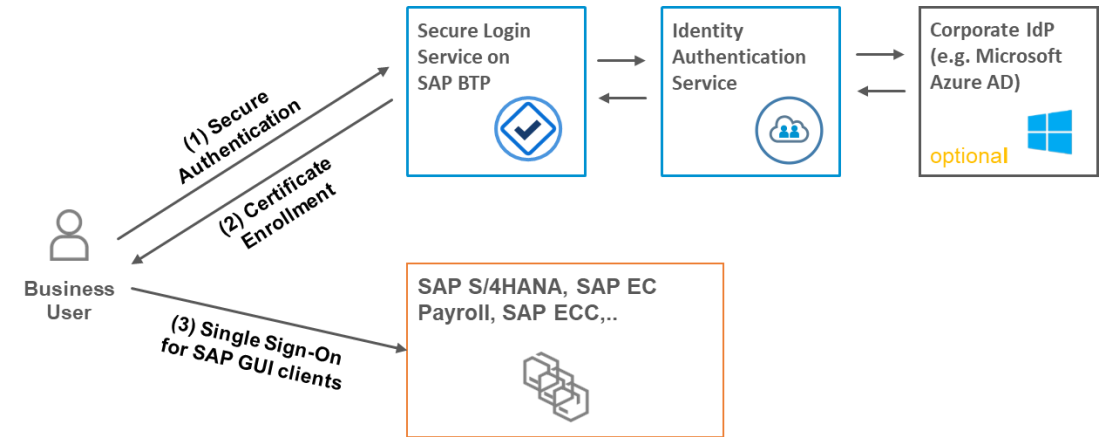 Secure Login
Service on
SAP BTP
Identity
Authentication
Service
Corporate IdP
(e.g. Microsoft
Azure AD)
optional
(1) Secure
Authentication
(2) Certificate
Enrollment
Business
User
(3) Single Sign-On
for SAP GUI clients
SAP S/4HANA, SAP EC
Payroll, SAP ECC,..